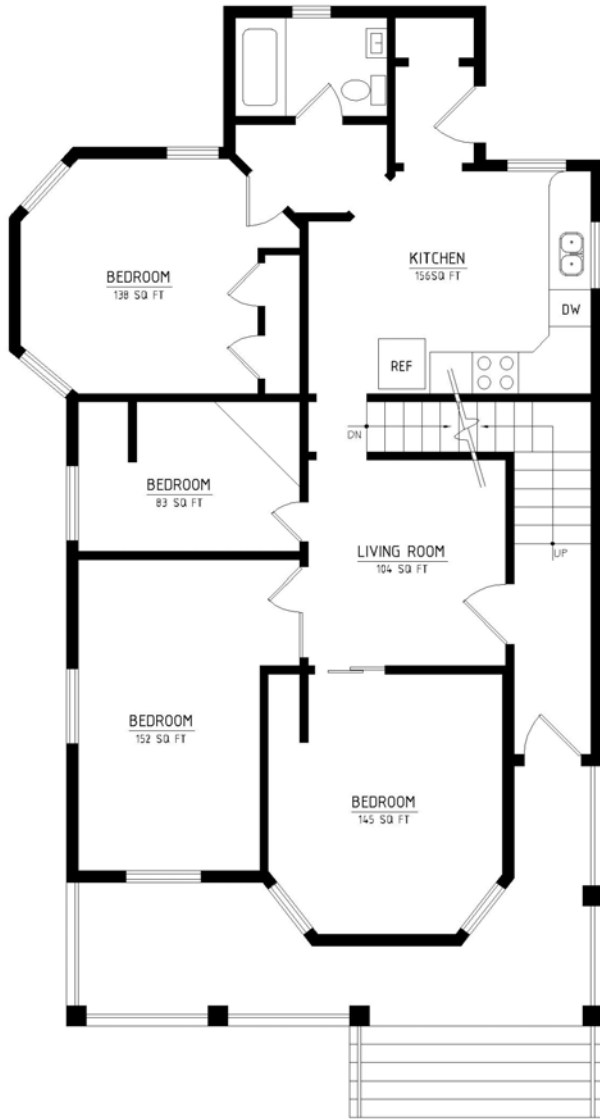 KITCHEN
156SQ FT
BEDROOM
138 SQ FT
DW
REF
DN
BEDROOM
83 SQ FT
LIVING ROOM
104 SQ FT
UP
BEDROOM
152 SQ FT
BEDROOM
145 SQ FT